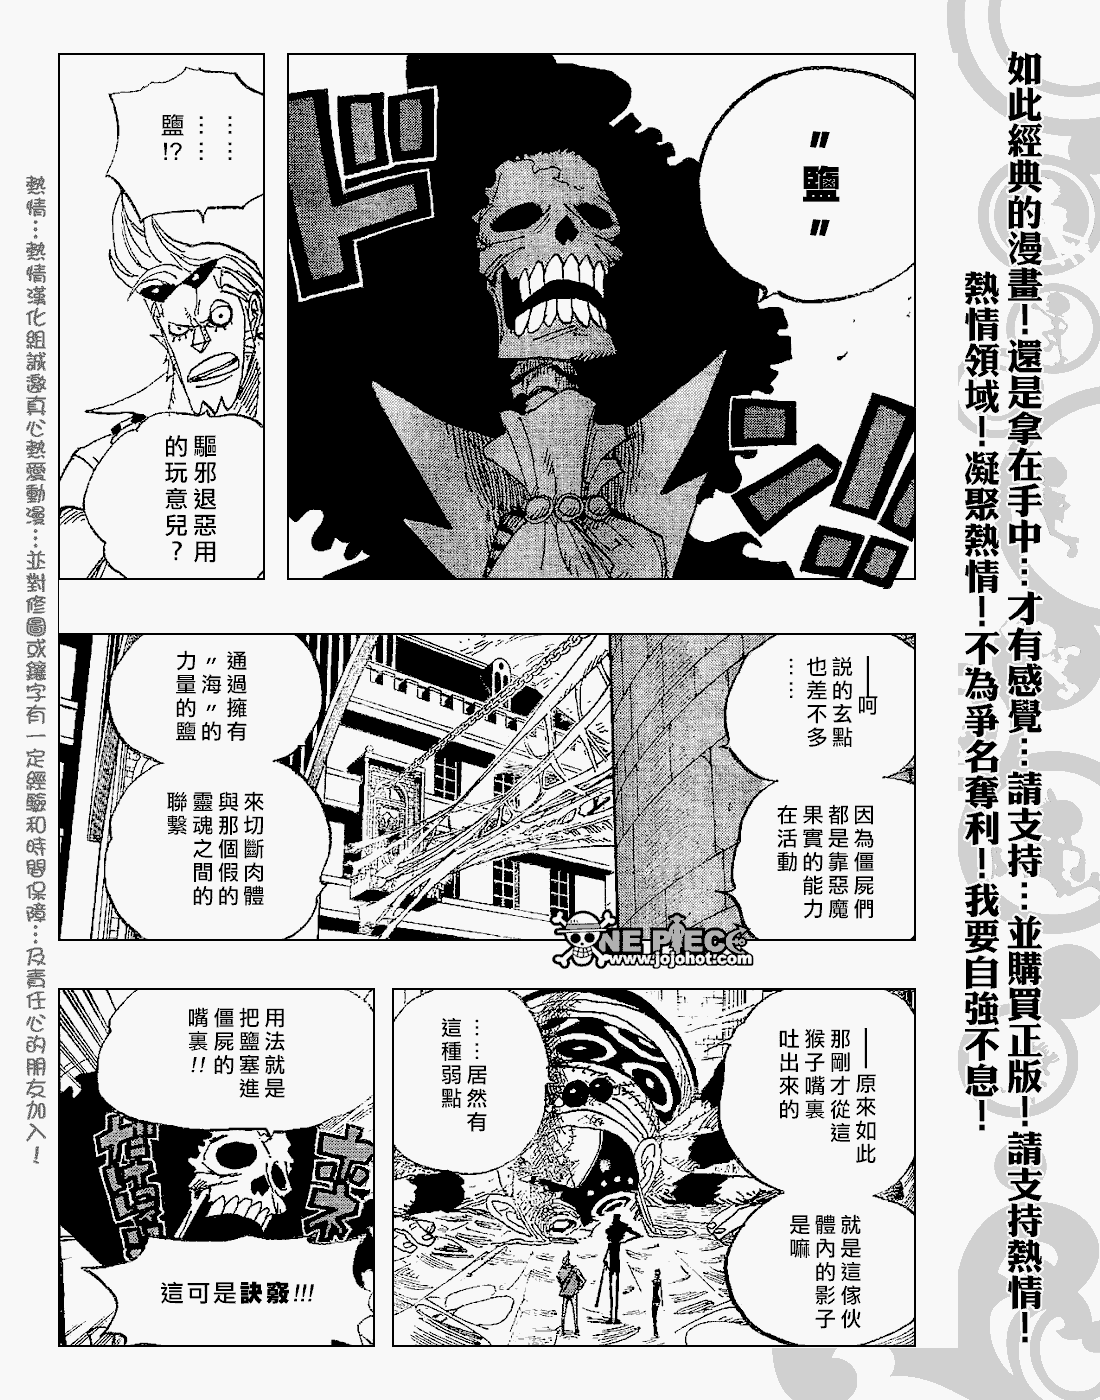 如此經典的漫畫！還是拿在手中…才有感覺…請支持…並購買正版！請支持熱情！
熱情領域！凝聚熱情！不為爭名奪利！我要自強不息！
〃鹽〃
ドドン!!
……
……
鹽!?
驅邪退惡用
的玩意兒？
——呵
説的玄點
也差不多
……
因為僵屍們
都是靠惡魔
果實的能力
在活動
通過擁有
〃海〃的
力量的鹽
來切斷肉體
與那個假的
靈魂之間的
聯繫
ONE PIECE
www.jojohot.com
——原來如此
那剛才從這
猴子嘴裏
吐出來的
就是這傢伙
體內的影子
是嘛
……居然有
這種弱點
用法就是
把鹽塞進
僵屍的
嘴裏!!
這可是訣竅!!!
熱情…熱情漢化組誠邀真心熱愛動漫…並對修圖或鑲字有一定經驗和時間保障…及責任心的朋友加入！